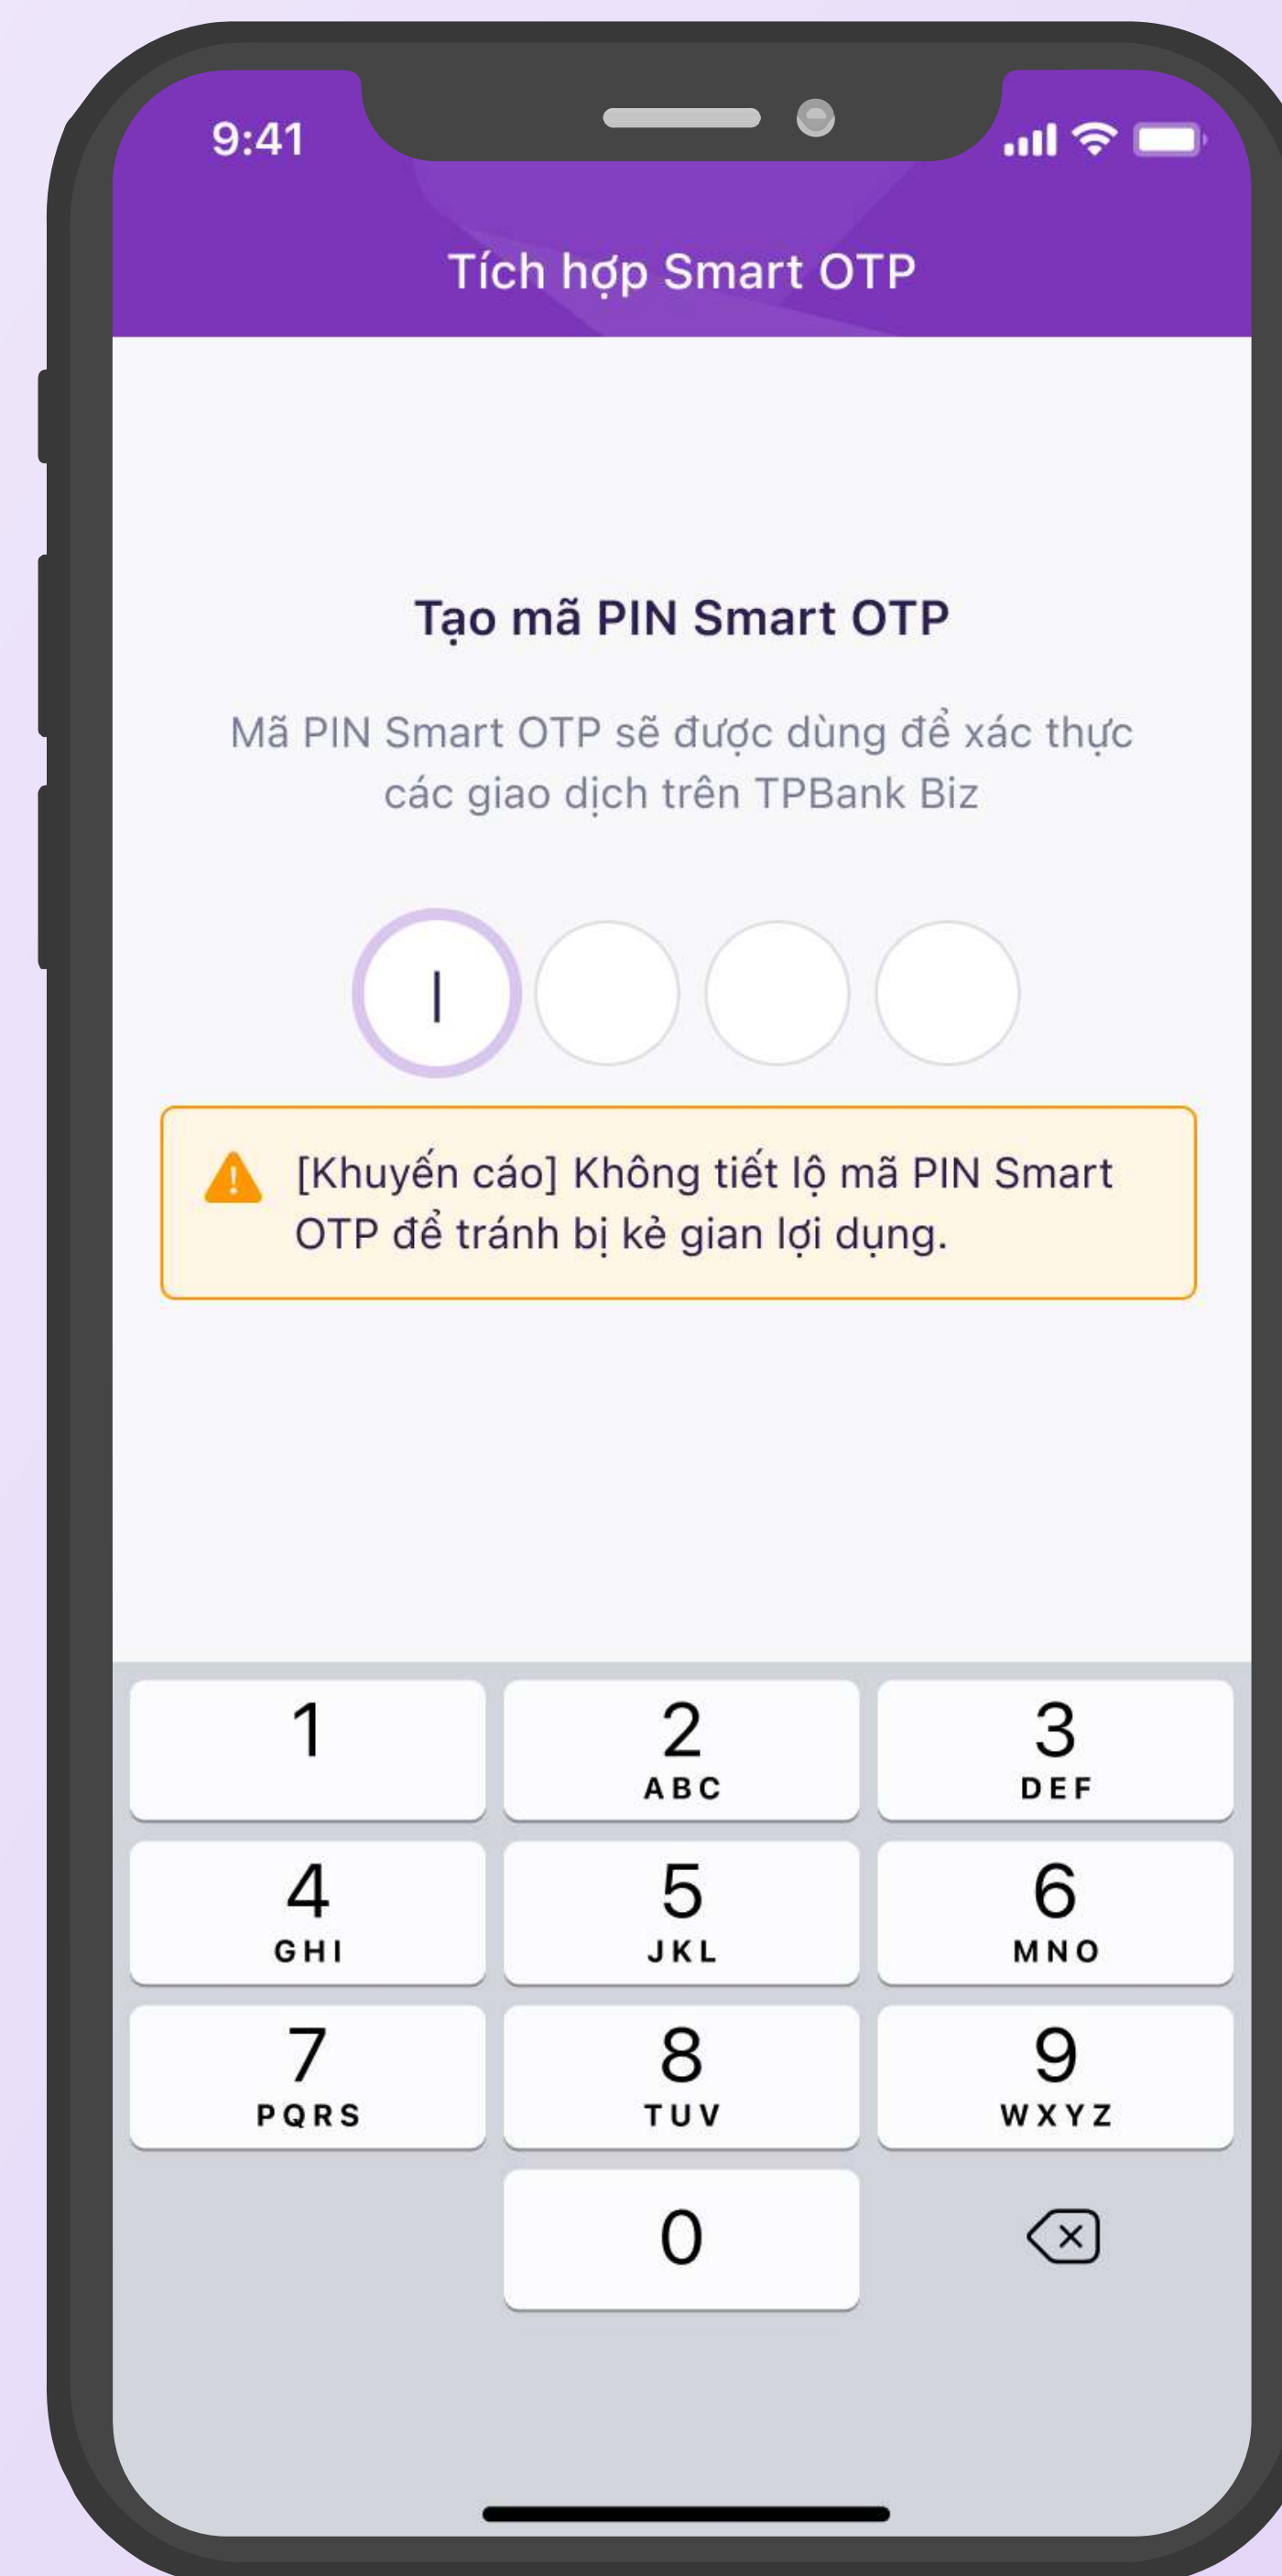 9:41
Tích hợp Smart OTP
Tạo mã PIN Smart OTP
Mã PIN Smart OTP sẽ được dùng để xác thực
các giao dịch trên TPBank Biz
[Khuyến cáo] Không tiết lộ mã PIN Smart
OTP để tránh bị kẻ gian lợi dụng.
1 2 3
ABC DEF
4 5 6
GHI JKL MNO
7 8 9
PQRS TUV WXYZ
0